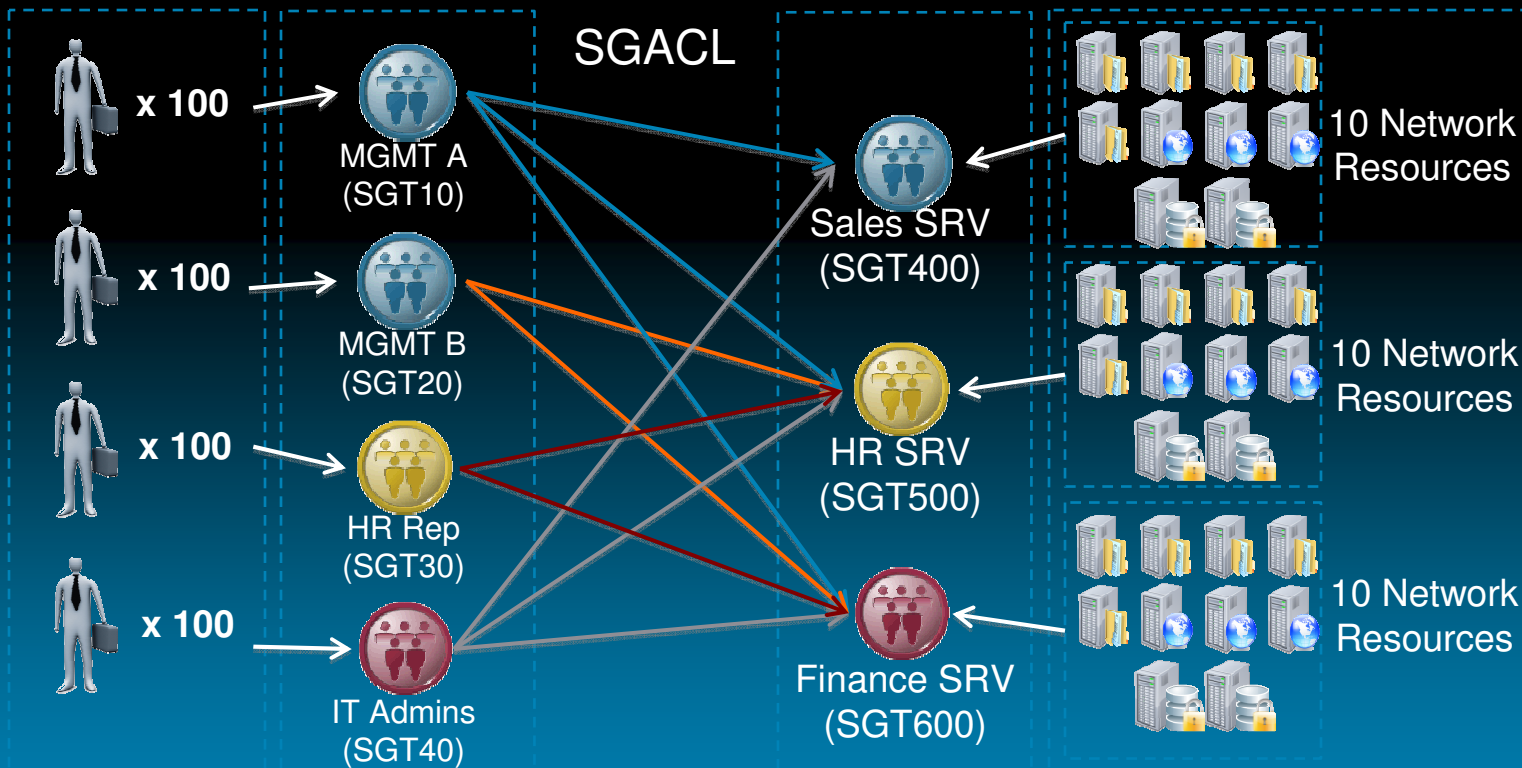 SGACL
x 100
MGMT A
(SGT10)
x 100
MGMT B
(SGT20)
x 100
HR Rep
(SGT30)
x 100
IT Admins
(SGT40)
Sales SRV
(SGT400)
HR SRV
(SGT500)
Finance SRV
(SGT600)
10 Network
Resources
10 Network
Resources
10 Network
Resources